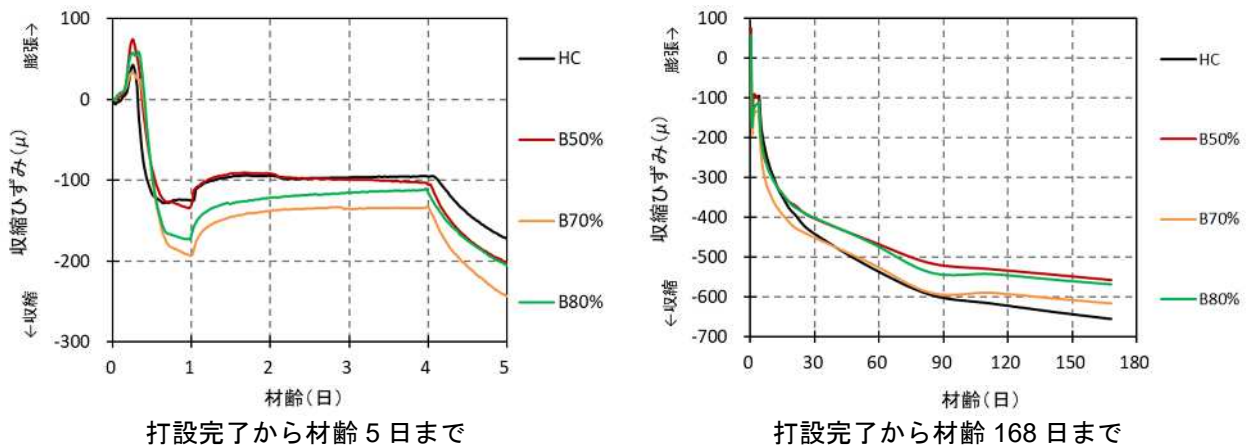 膨張→
収縮ひずみ(μ)
←収縮
100
0
-100
-200
-300
0 1 2 3 4 5
材齢(日)
HC
B50%
B70%
B80%
打設完了から材齢 5 日まで
膨張→
収縮ひずみ(μ)
←収縮
100
0
-100
-200
-300
-400
-500
-600
-700
0 30 60 90 120 150 180
材齢(日)
HC
B50%
B70%
B80%
打設完了から材齢 168 日まで